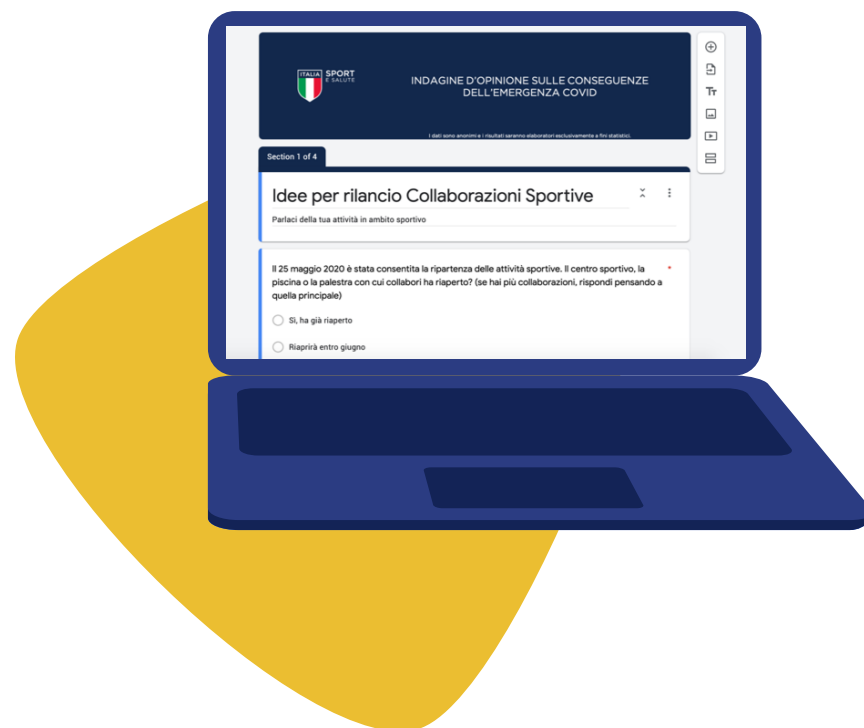 ITALIA
SPORT
E SALUTE
INDAGINE D'OPINIONE SULLE CONSEGUENZE
DELL'EMERGENZA COVID
I dati sono anonimi e i risultati saranno elaboratori esclusivamente a fini statistici.
Section 1 of 4
Idee per rilancio Collaborazioni Sportive
Parlaci della tua attività in ambito sportivo
Il 25 maggio 2020 è stata consentita la ripartenza delle attività sportive. Il centro sportivo, la *
piscina o la palestra con cui collabori ha riaperto? (se hai più collaborazioni, rispondi pensando a
quella principale)
Sì, ha già riaperto
Riaprirà entro giugno
Tт